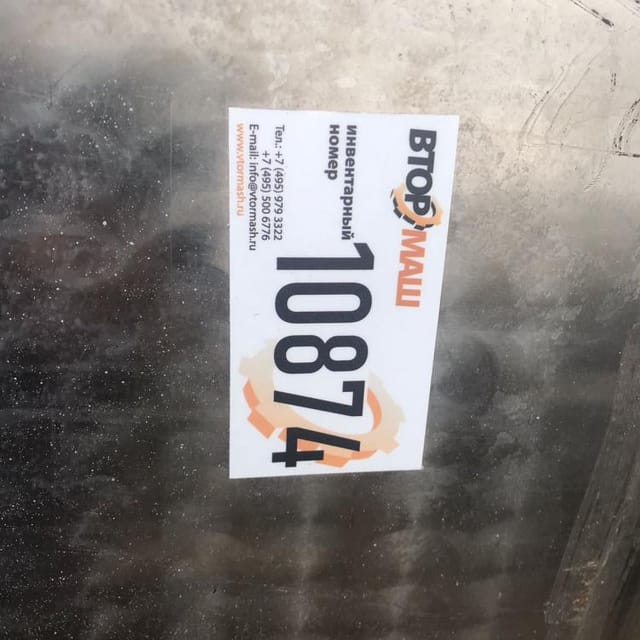 ВТОРМАШ
инвентарный
номер
10874
Тел.: +7 (495) 979 3322
+7 (495) 500 3776
E-mail: info@vtormash.ru
www.vtormash.ru